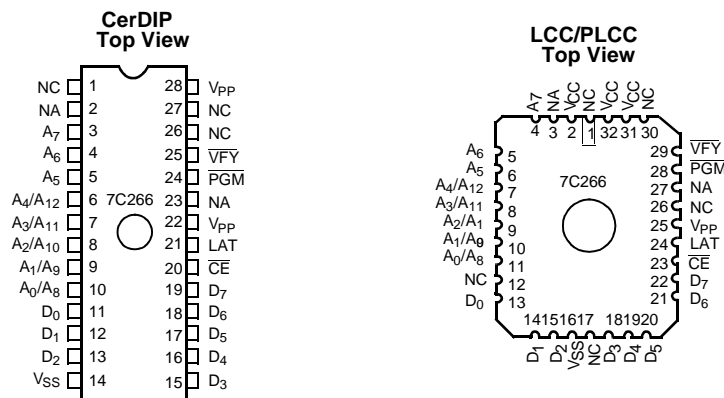 CerDIP
Top View
NC 1 28 VPP
NA 2 27 NC
A7 3 26 NC
A6 4 25 VFY
A5 5 24 PGM
A4/A12 6 7C266 23 NA
A3/A11 7 22 VPP
A2/A10 8 21 LAT
A1/A9 9 20 CE
A0/A8 10 19 D7
D0 11 18 D6
D1 12 17 D5
D2 13 16 D4
VSS 14 15 D3
LCC/PLCC
Top View
A7 NA VCC NC VCC VCC NC
4 3 2 1 32 31 30
A6 5 29 VFY
A5 6 28 PGM
A4/A12 7 7C266 27 NA
A3/A11 8 26 NC
A2/A1 9 25 VPP
A1/A9 10 24 LAT
A0/A8 11 23 CE
NC 12 22 D7
D0 13 21 D6
14 15 16 17 18 19 20
D1 D2 VSS NC D3 D4 D5